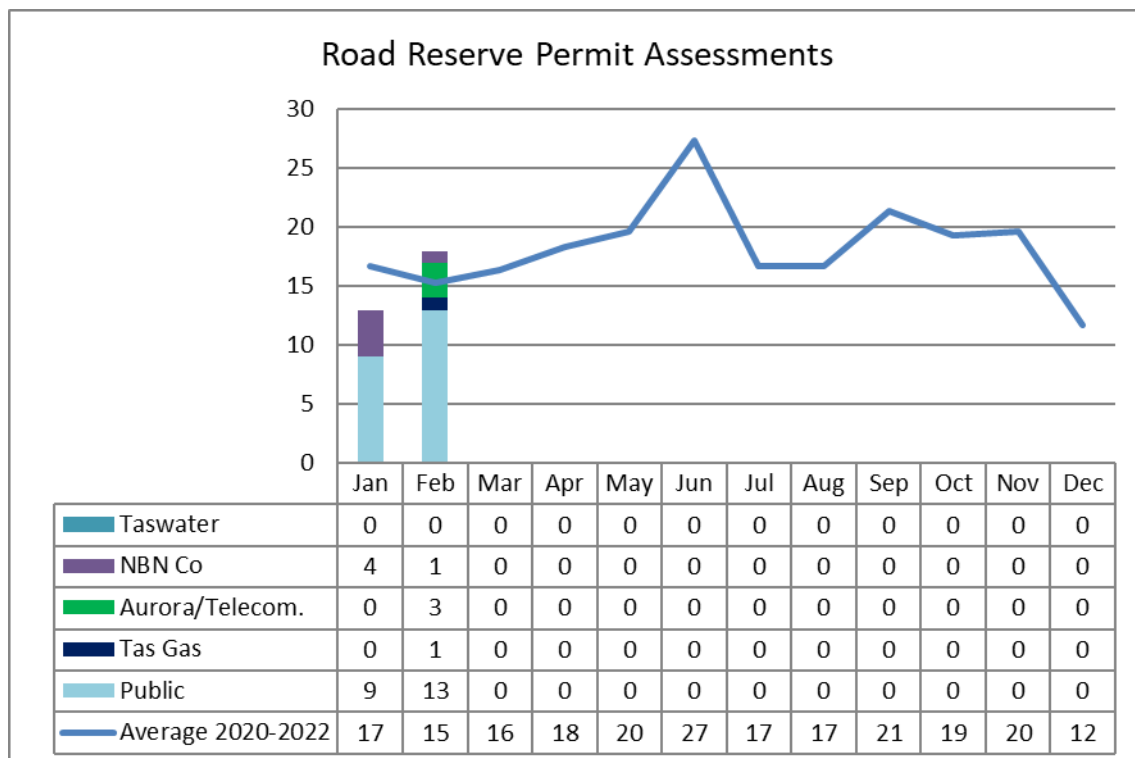 Road Reserve Permit Assessments
30
25
20
15
10
5
0
Jan Feb Mar Apr May Jun Jul Aug Sep Oct Nov Dec
Taswater 0 0 0 0 0 0 0 0 0 0 0 0
NBN Co 4 1 0 0 0 0 0 0 0 0 0 0
Aurora/Telecom. 0 3 0 0 0 0 0 0 0 0 0 0
Tas Gas 0 1 0 0 0 0 0 0 0 0 0 0
Public 9 13 0 0 0 0 0 0 0 0 0 0
Average 2020-2022 17 15 16 18 20 27 17 17 21 19 20 12